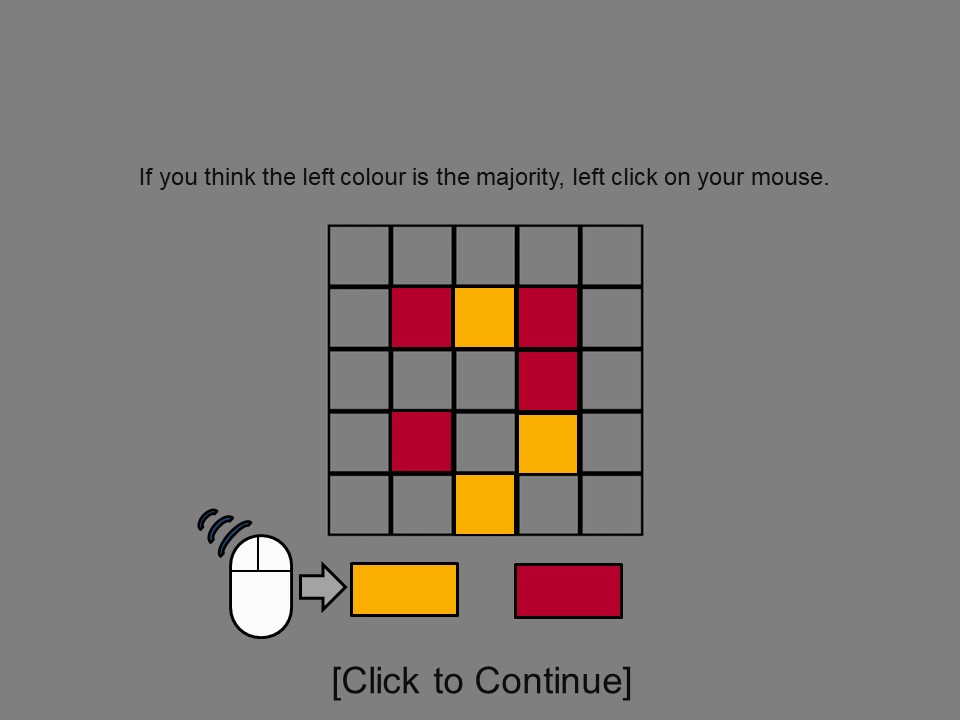 If you think the left colour is the majority, left click on your mouse.
[Click to Continue]